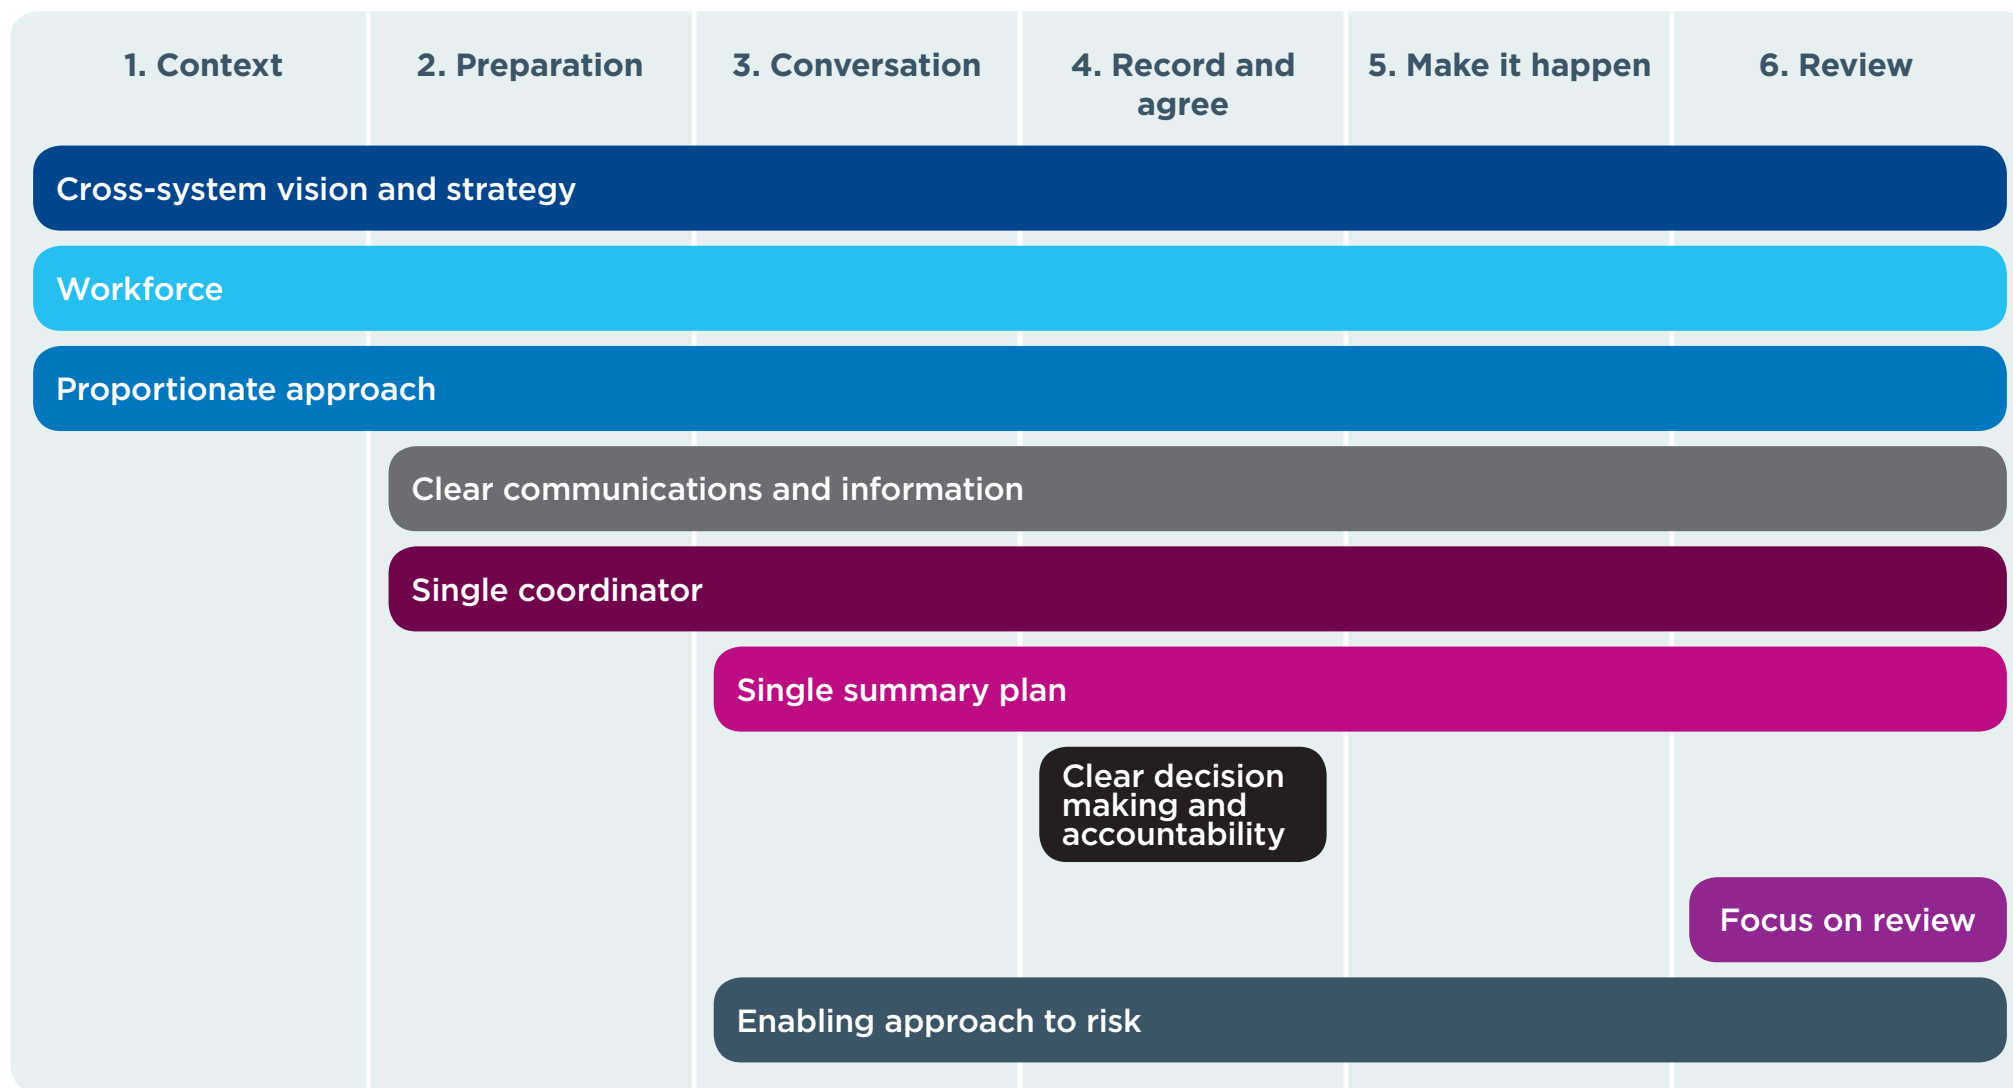 1. Context
2. Preparation
3. Conversation
4. Record and
agree
5. Make it happen
6. Review
Cross-system vision and strategy
Workforce
Proportionate approach
Clear communications and information
Single coordinator
Single summary plan
Clear decision
making and
accountability
Focus on review
Enabling approach to risk